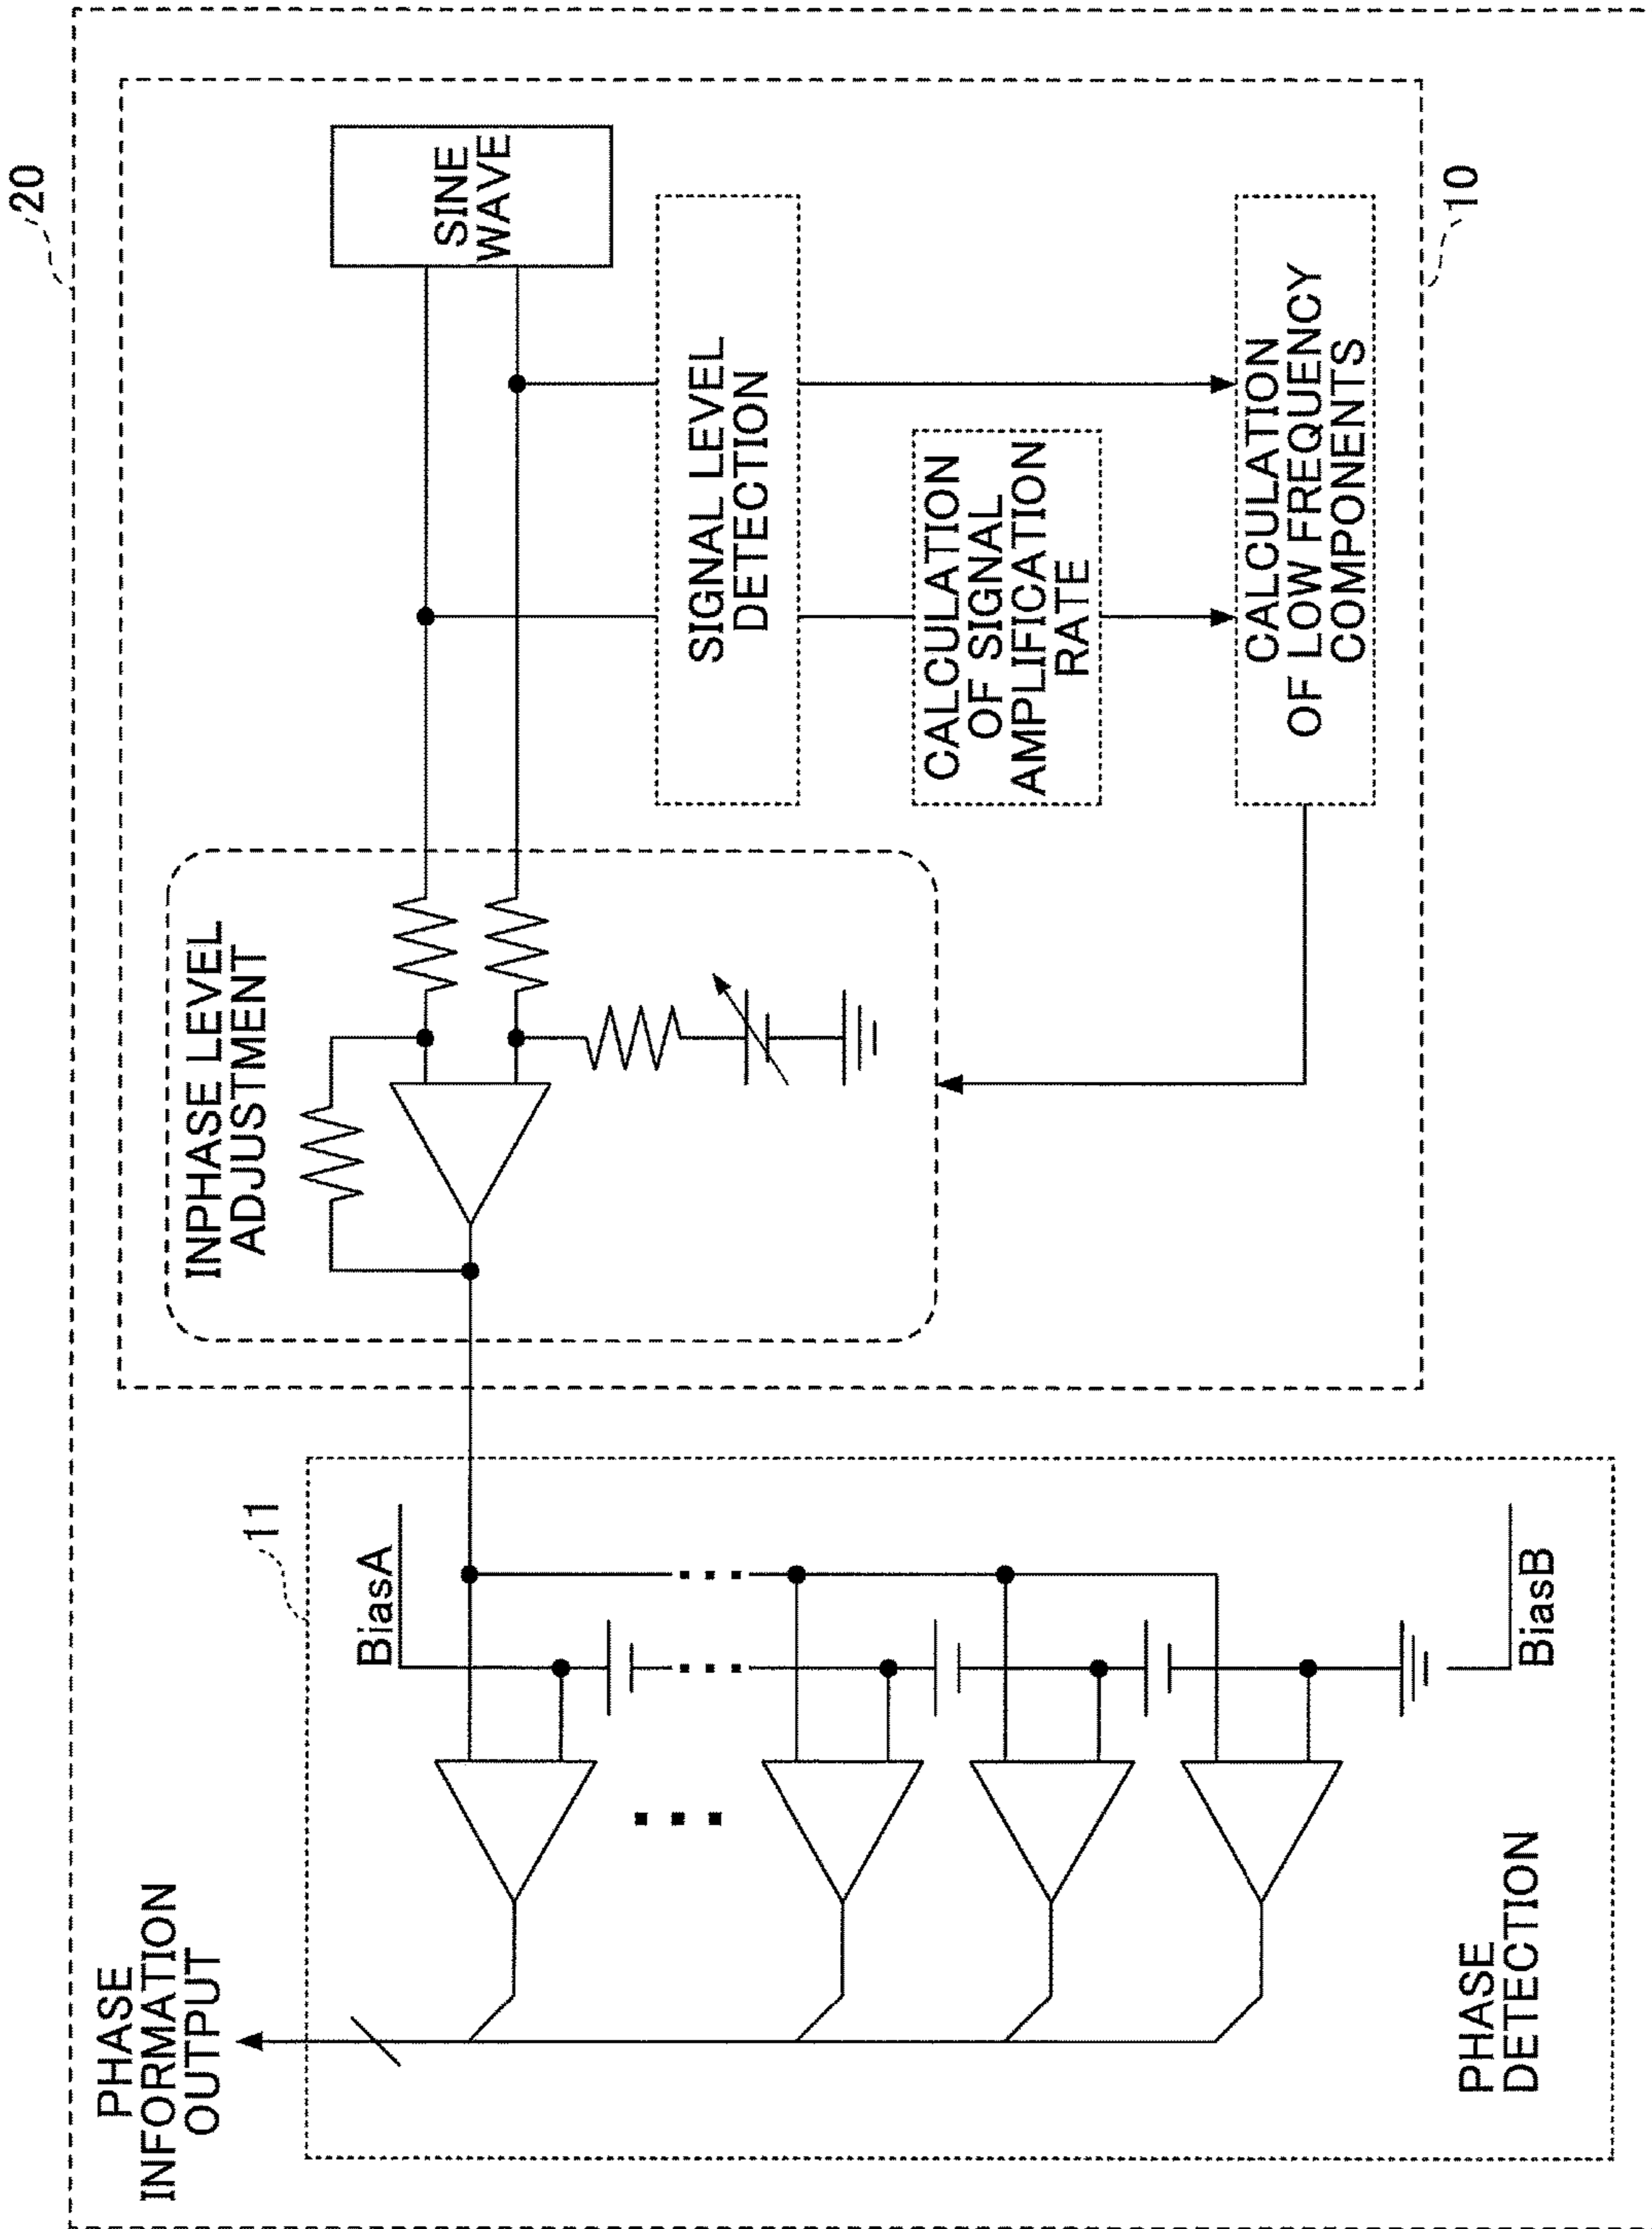 20
SINE
WAVE
SIGNAL LEVEL
DETECTION
CALCULATION
OF SIGNAL
AMPLIFICATION
RATE
CALCULATION
OF LOW FREQUENCY
COMPONENTS
10
INPHASE LEVEL
ADJUSTMENT
11
BiasA
BiasB
PHASE
DETECTION
PHASE
INFORMATION
OUTPUT